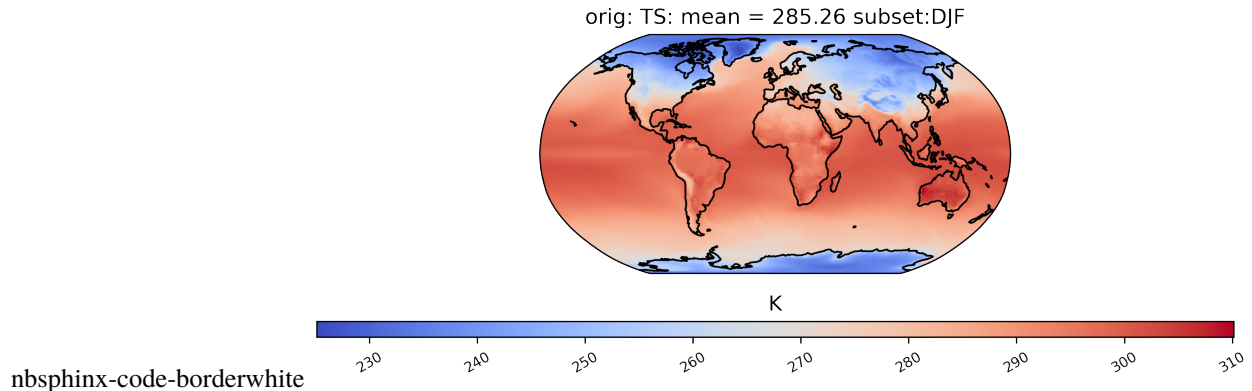 orig: TS: mean = 285.26 subset:DJF
K
230 240 250 260 270 280 290 300 310
nbsphinx-code-borderwhite